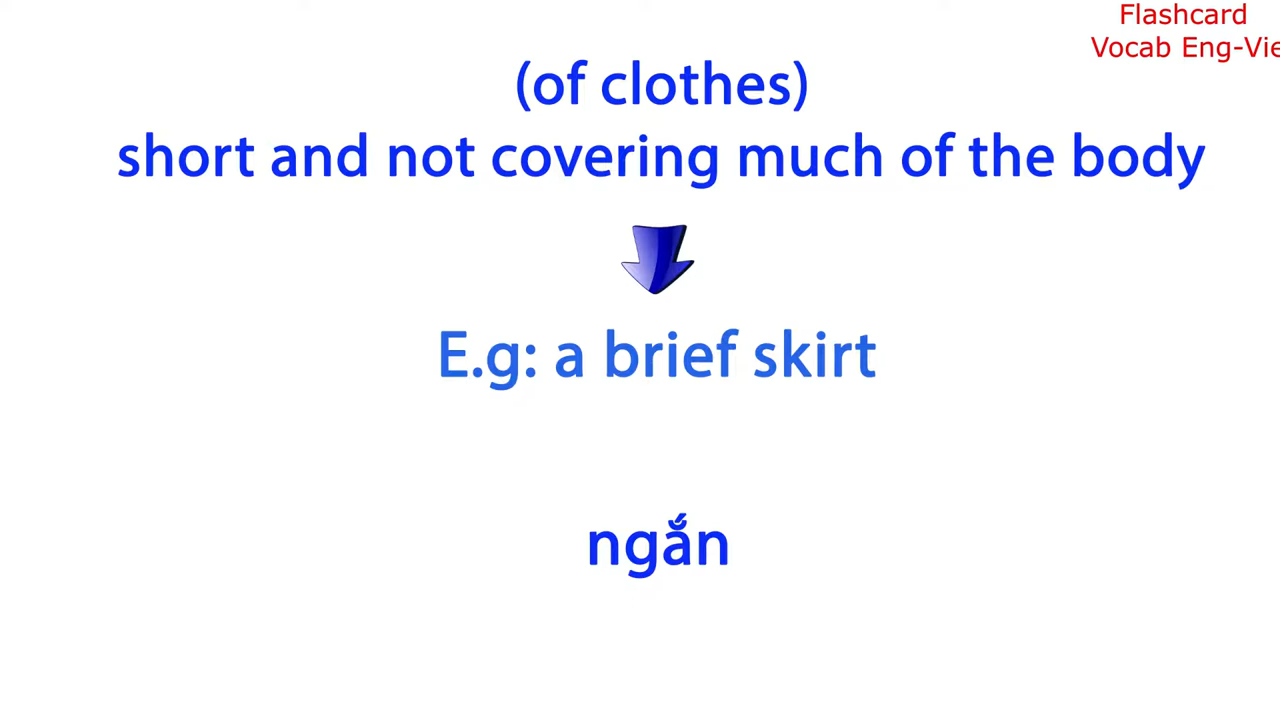 Flashcard
Vocab Eng-Vie
(of clothes)
short and not covering much of the body
E.g: a brief skirt
ngắn